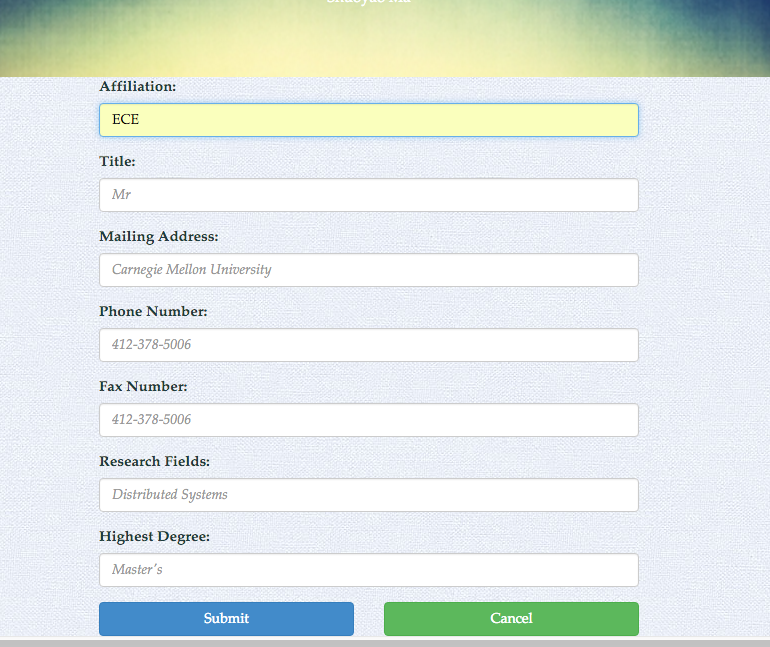 Affiliation:
ECE
Title:
Mr
Mailing Address:
Carnegie Mellon University
Phone Number:
412-378-5006
Fax Number:
412-378-5006
Research Fields:
Distributed Systems
Highest Degree:
Master's
Submit
Cancel